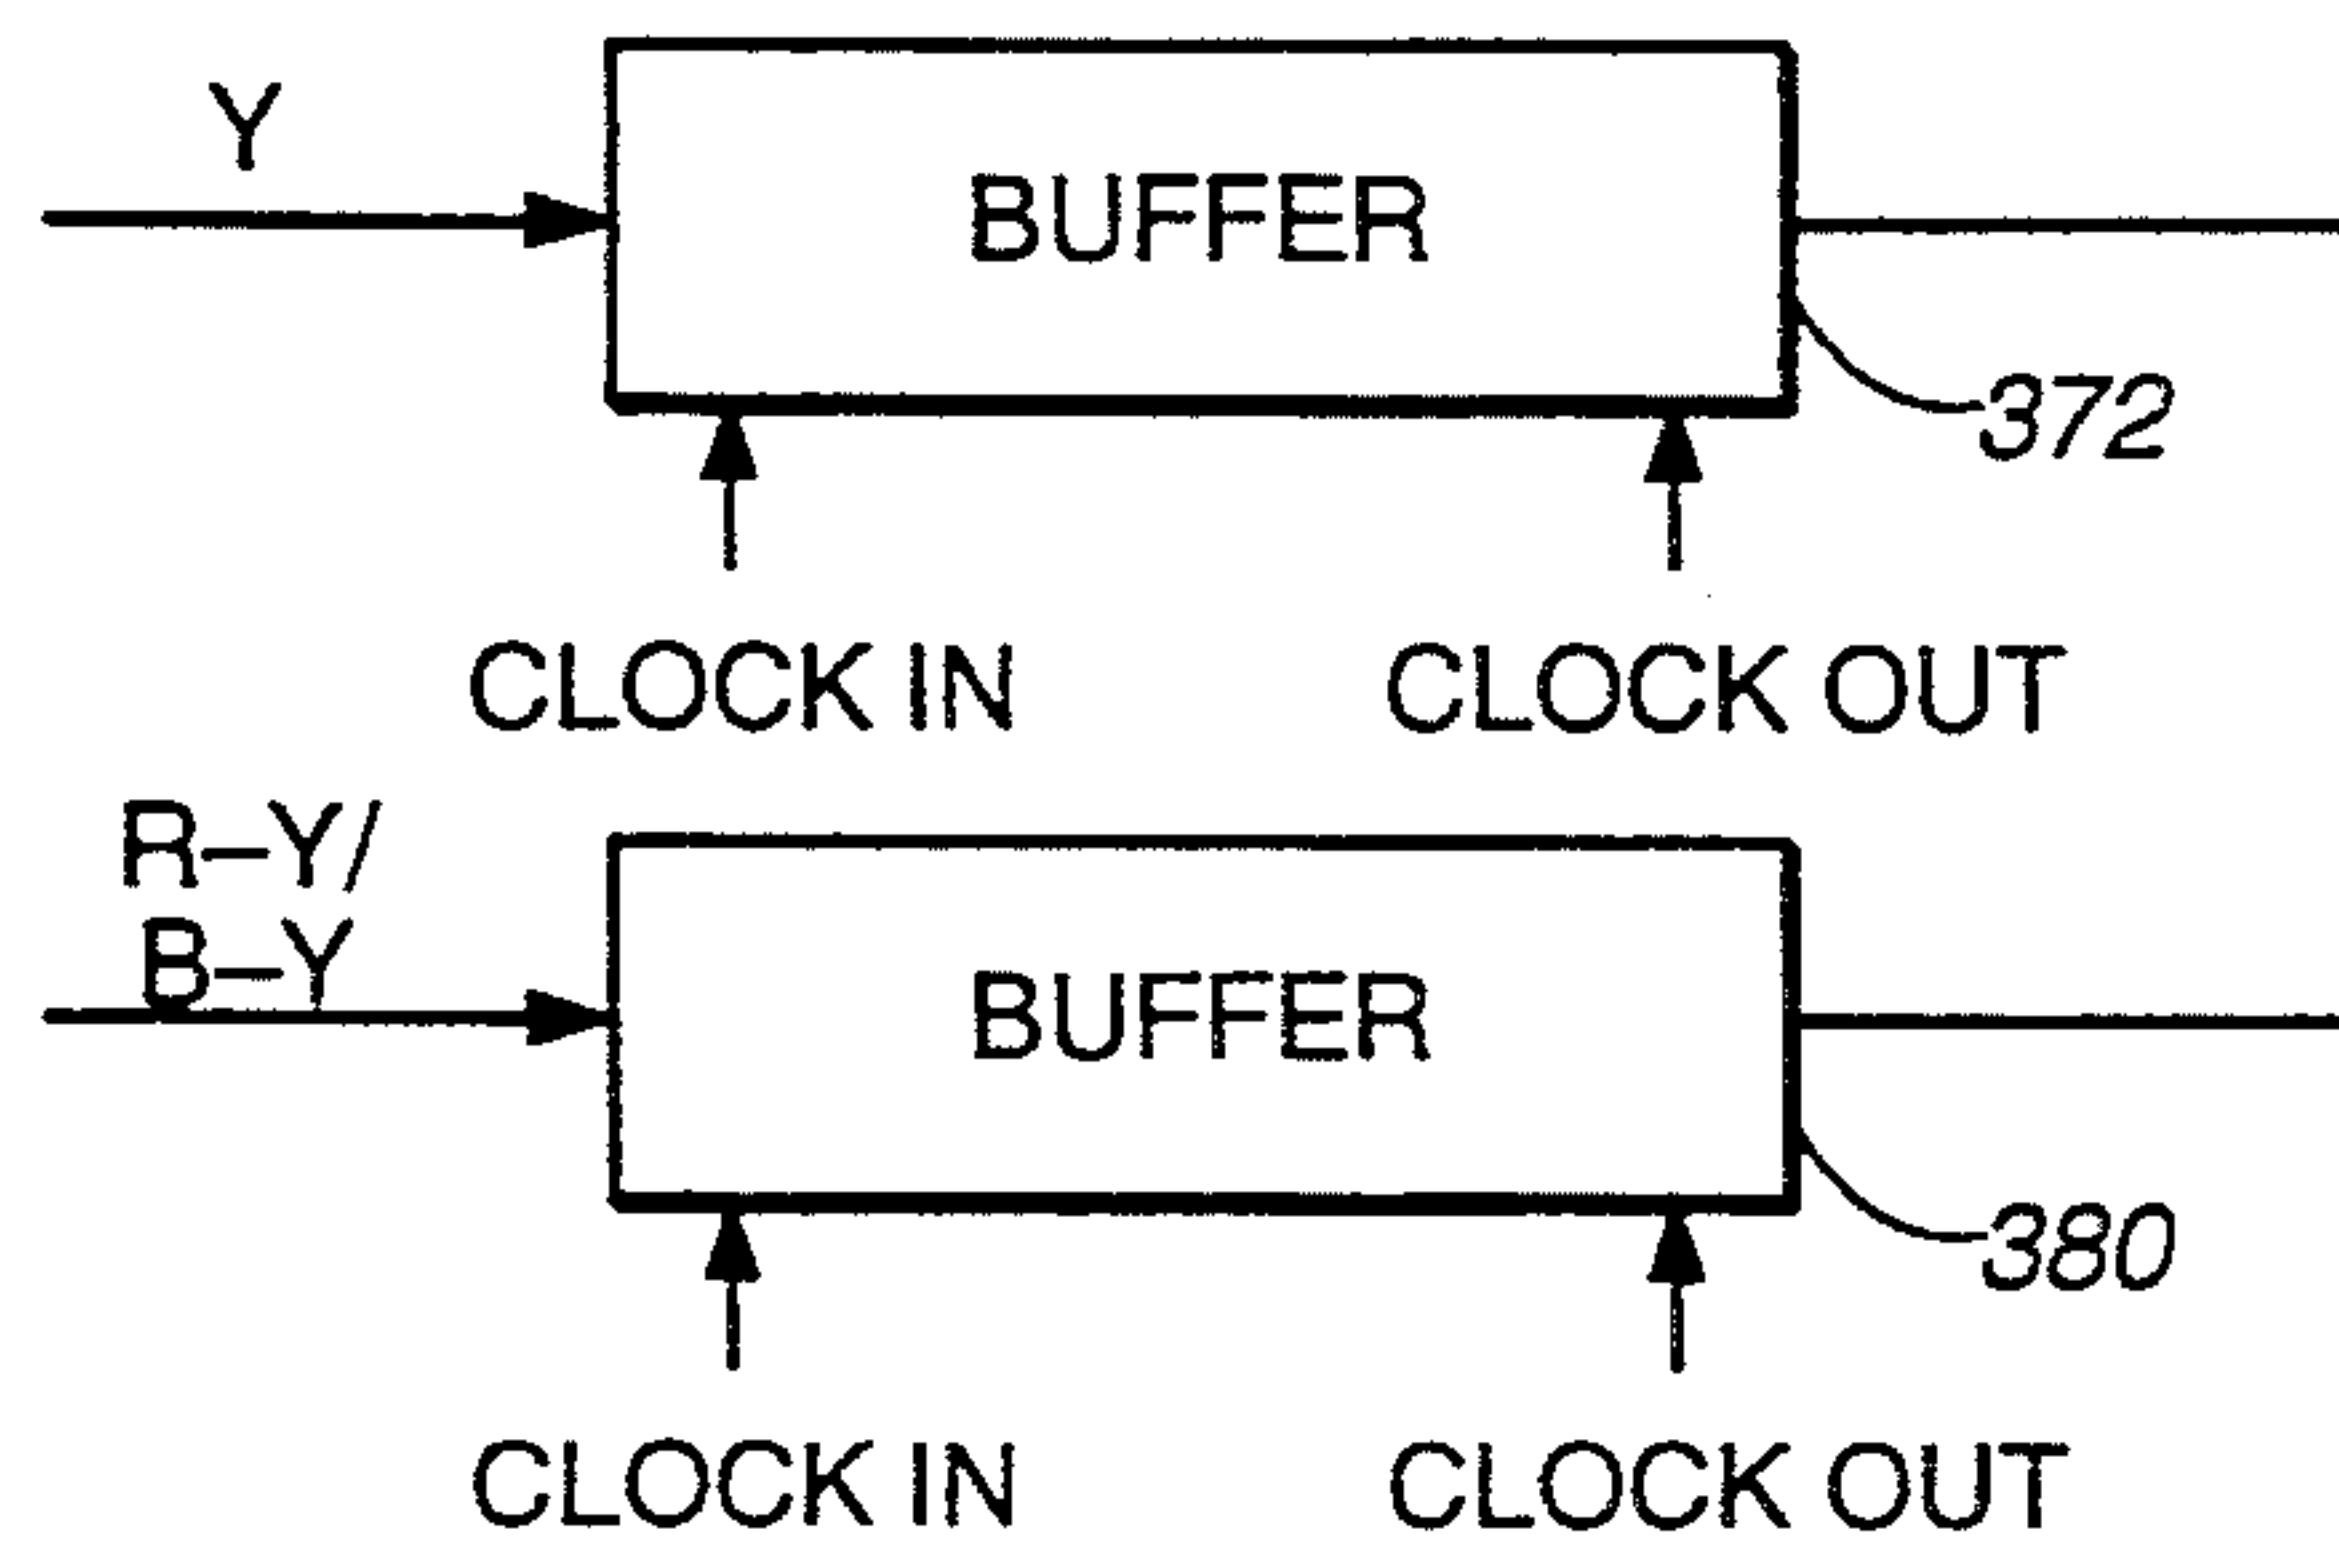 Y
BUFFER
372
CLOCK IN
CLOCK OUT
R–Y/
B–Y
BUFFER
380
CLOCK IN
CLOCK OUT